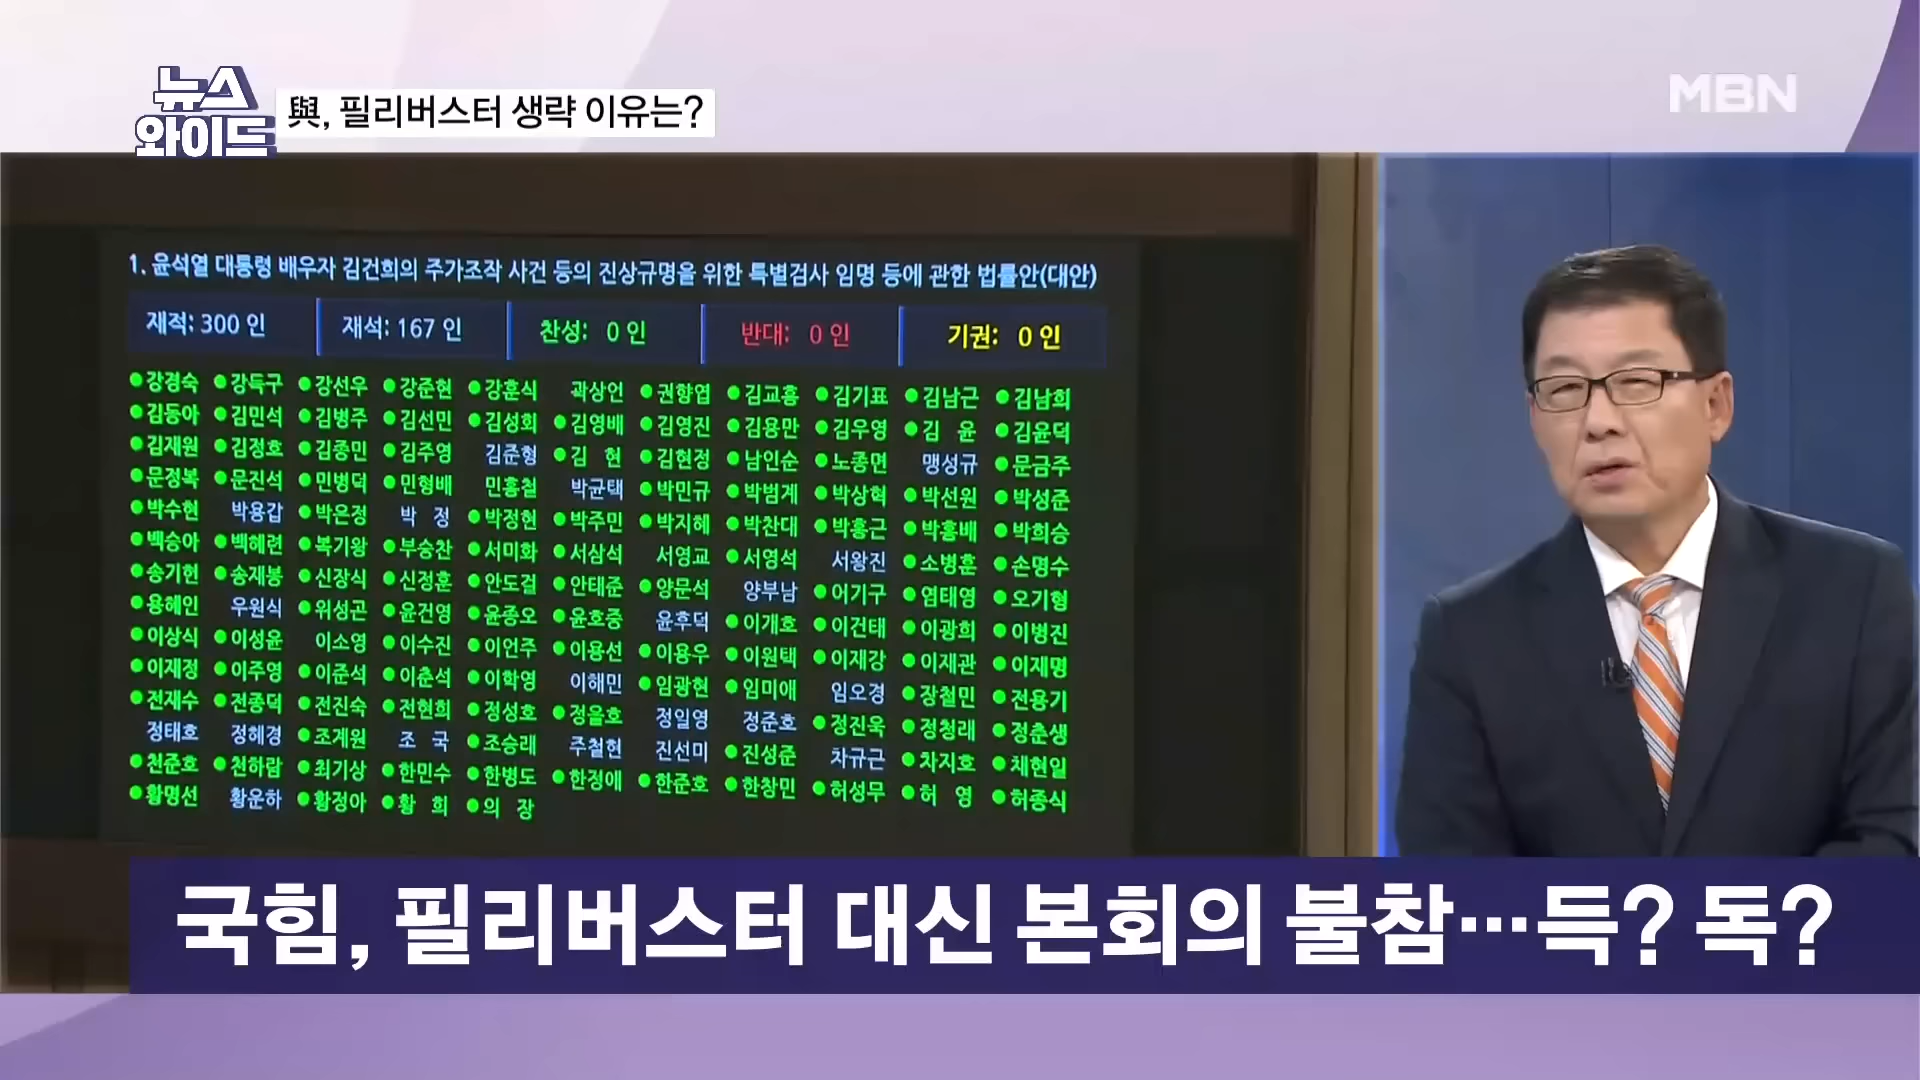 뉴스
와이드
與, 필리버스터 생략 이유는?
MBN
1. 윤석열 대통령 배우자 김건희의 주가조작 사건 등의 진상규명을 위한 특별검사 임명 등에 관한 법률안(대안)
재적: 300 인 재석: 167 인 찬성: 0 인 반대: 0 인 기권: 0 인
강경숙 강득구 강선우 강준현 강훈식 곽상언 권향엽 김교흥 김기표 김남근 김남희
김동아 김민석 김병주 김선민 김성회 김영배 김영진 김용만 김우영 김 윤 김윤덕
김재원 김정호 김종민 김주영 김준형 김 현 김현정 남인순 노종면 맹성규 문금주
문정복 문진석 민병덕 민형배 민홍철 박균택 박민규 박범계 박상혁 박선원 박성준
박수현 박용갑 박은정 박 정 박정현 박주민 박지혜 박찬대 박홍근 박홍배 박희승
백승아 백혜련 복기왕 부승찬 서미화 서삼석 서영교 서영석 서왕진 소병훈 손명수
송기헌 송재봉 신장식 신정훈 안도걸 안태준 양문석 양부남 어기구 염태영 오기형
용혜인 우원식 위성곤 윤건영 윤종오 윤호중 윤후덕 이개호 이건태 이광희 이병진
이상식 이성윤 이소영 이수진 이언주 이용선 이용우 이원택 이재강 이재관 이재명
이재정 이주영 이준석 이춘석 이학영 이해민 임광현 임미애 임오경 장철민 전용기
전재수 전종덕 전진숙 전현희 정성호 정을호 정일영 정준호 정진욱 정청래 정춘생
정태호 정혜경 조계원 조 국 조승래 주철현 진선미 진성준 차규근 차지호 채현일
천준호 천하람 최기상 한민수 한병도 한정애 한준호 한창민 허성무 허 영 허종식
황명선 황운하 황정아 황 희 의 장
국힘, 필리버스터 대신 본회의 불참…득? 독?